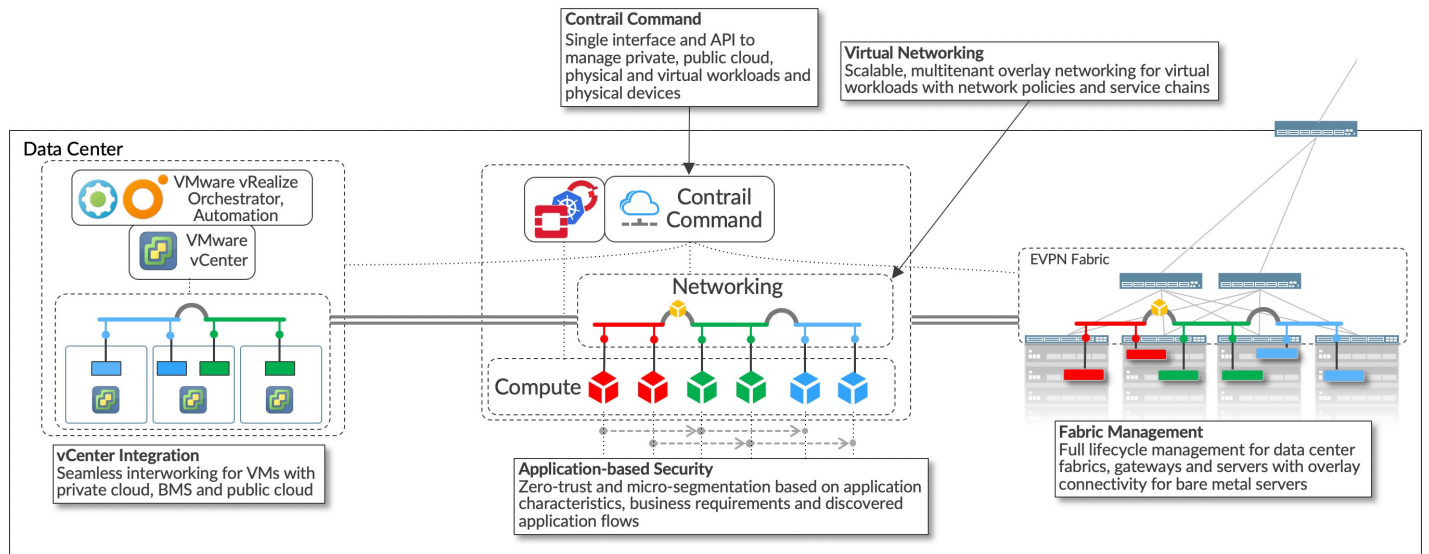 Contrail Command
Single interface and API to
manage private, public cloud,
physical and virtual workloads and
physical devices
Virtual Networking
Scalable, multitenant overlay networking for virtual
workloads with network policies and service chains
Data Center
VMware vRealize
Orchestrator,
Automation
VMware
vCenter
Contrail
Command
Networking
Compute
EVPN Fabric
vCenter Integration
Seamless interworking for VMs with
private cloud, BMS and public cloud
Application-based Security
Zero-trust and micro-segmentation based on application
characteristics, business requirements and discovered
application flows
Fabric Management
Full lifecycle management for data center
fabrics, gateways and servers with overlay
connectivity for bare metal servers